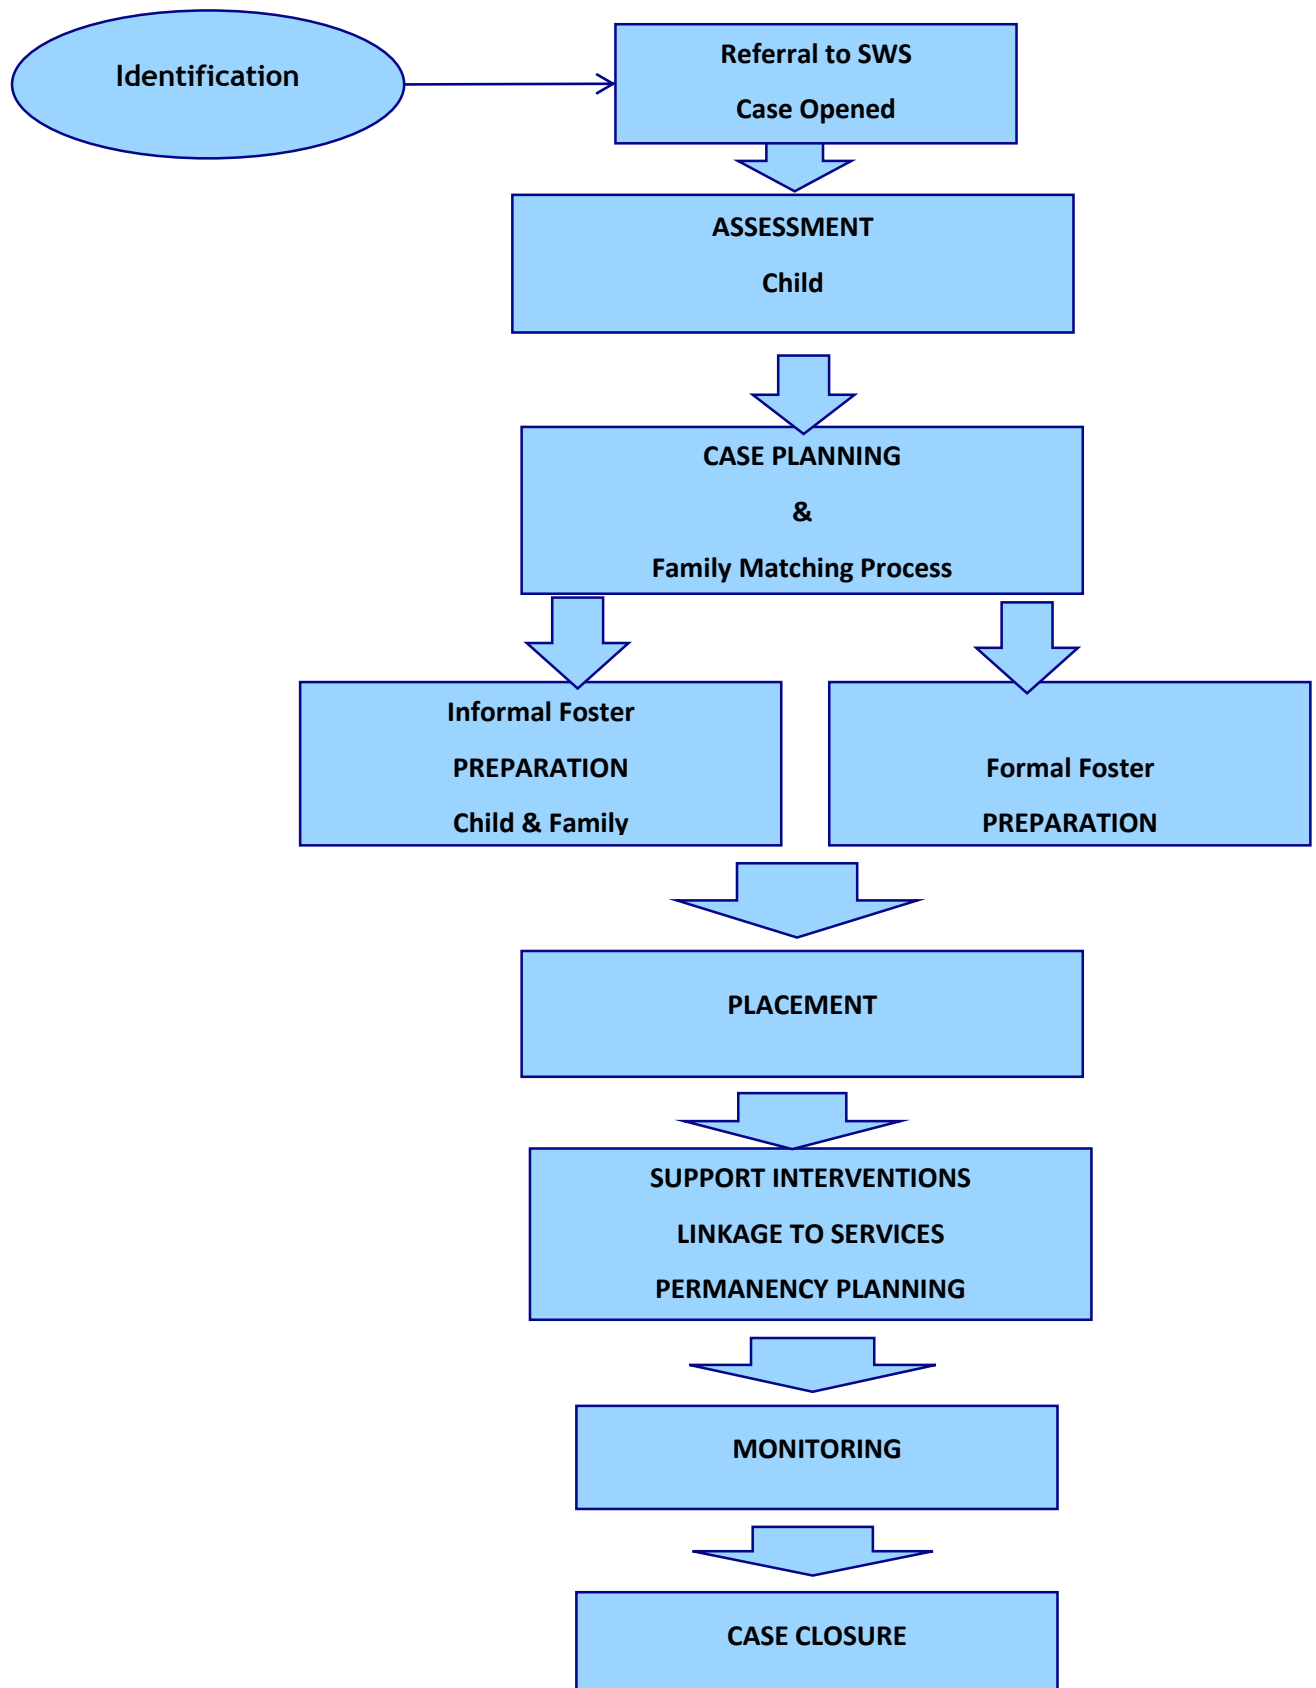 Identification
Referral to SWS
Case Opened
ASSESSMENT
Child
CASE PLANNING
&
Family Matching Process
Informal Foster
PREPARATION
Child & Family
Formal Foster
PREPARATION
PLACEMENT
SUPPORT INTERVENTIONS
LINKAGE TO SERVICES
PERMANENCY PLANNING
MONITORING
CASE CLOSURE